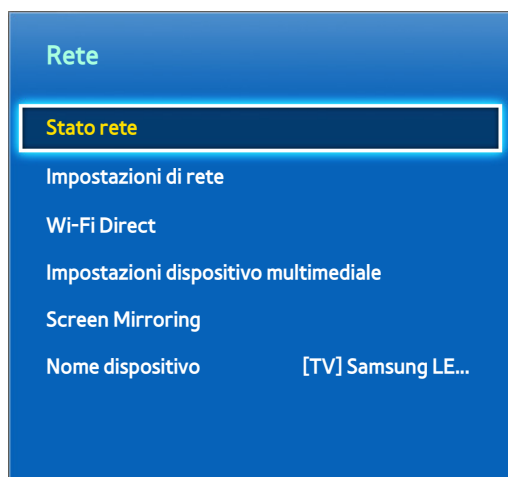 Rete
Stato rete
Impostazioni di rete
Wi-Fi Direct
Impostazioni dispositivo multimediale
Screen Mirroring
Nome dispositivo [TV] Samsung LE...